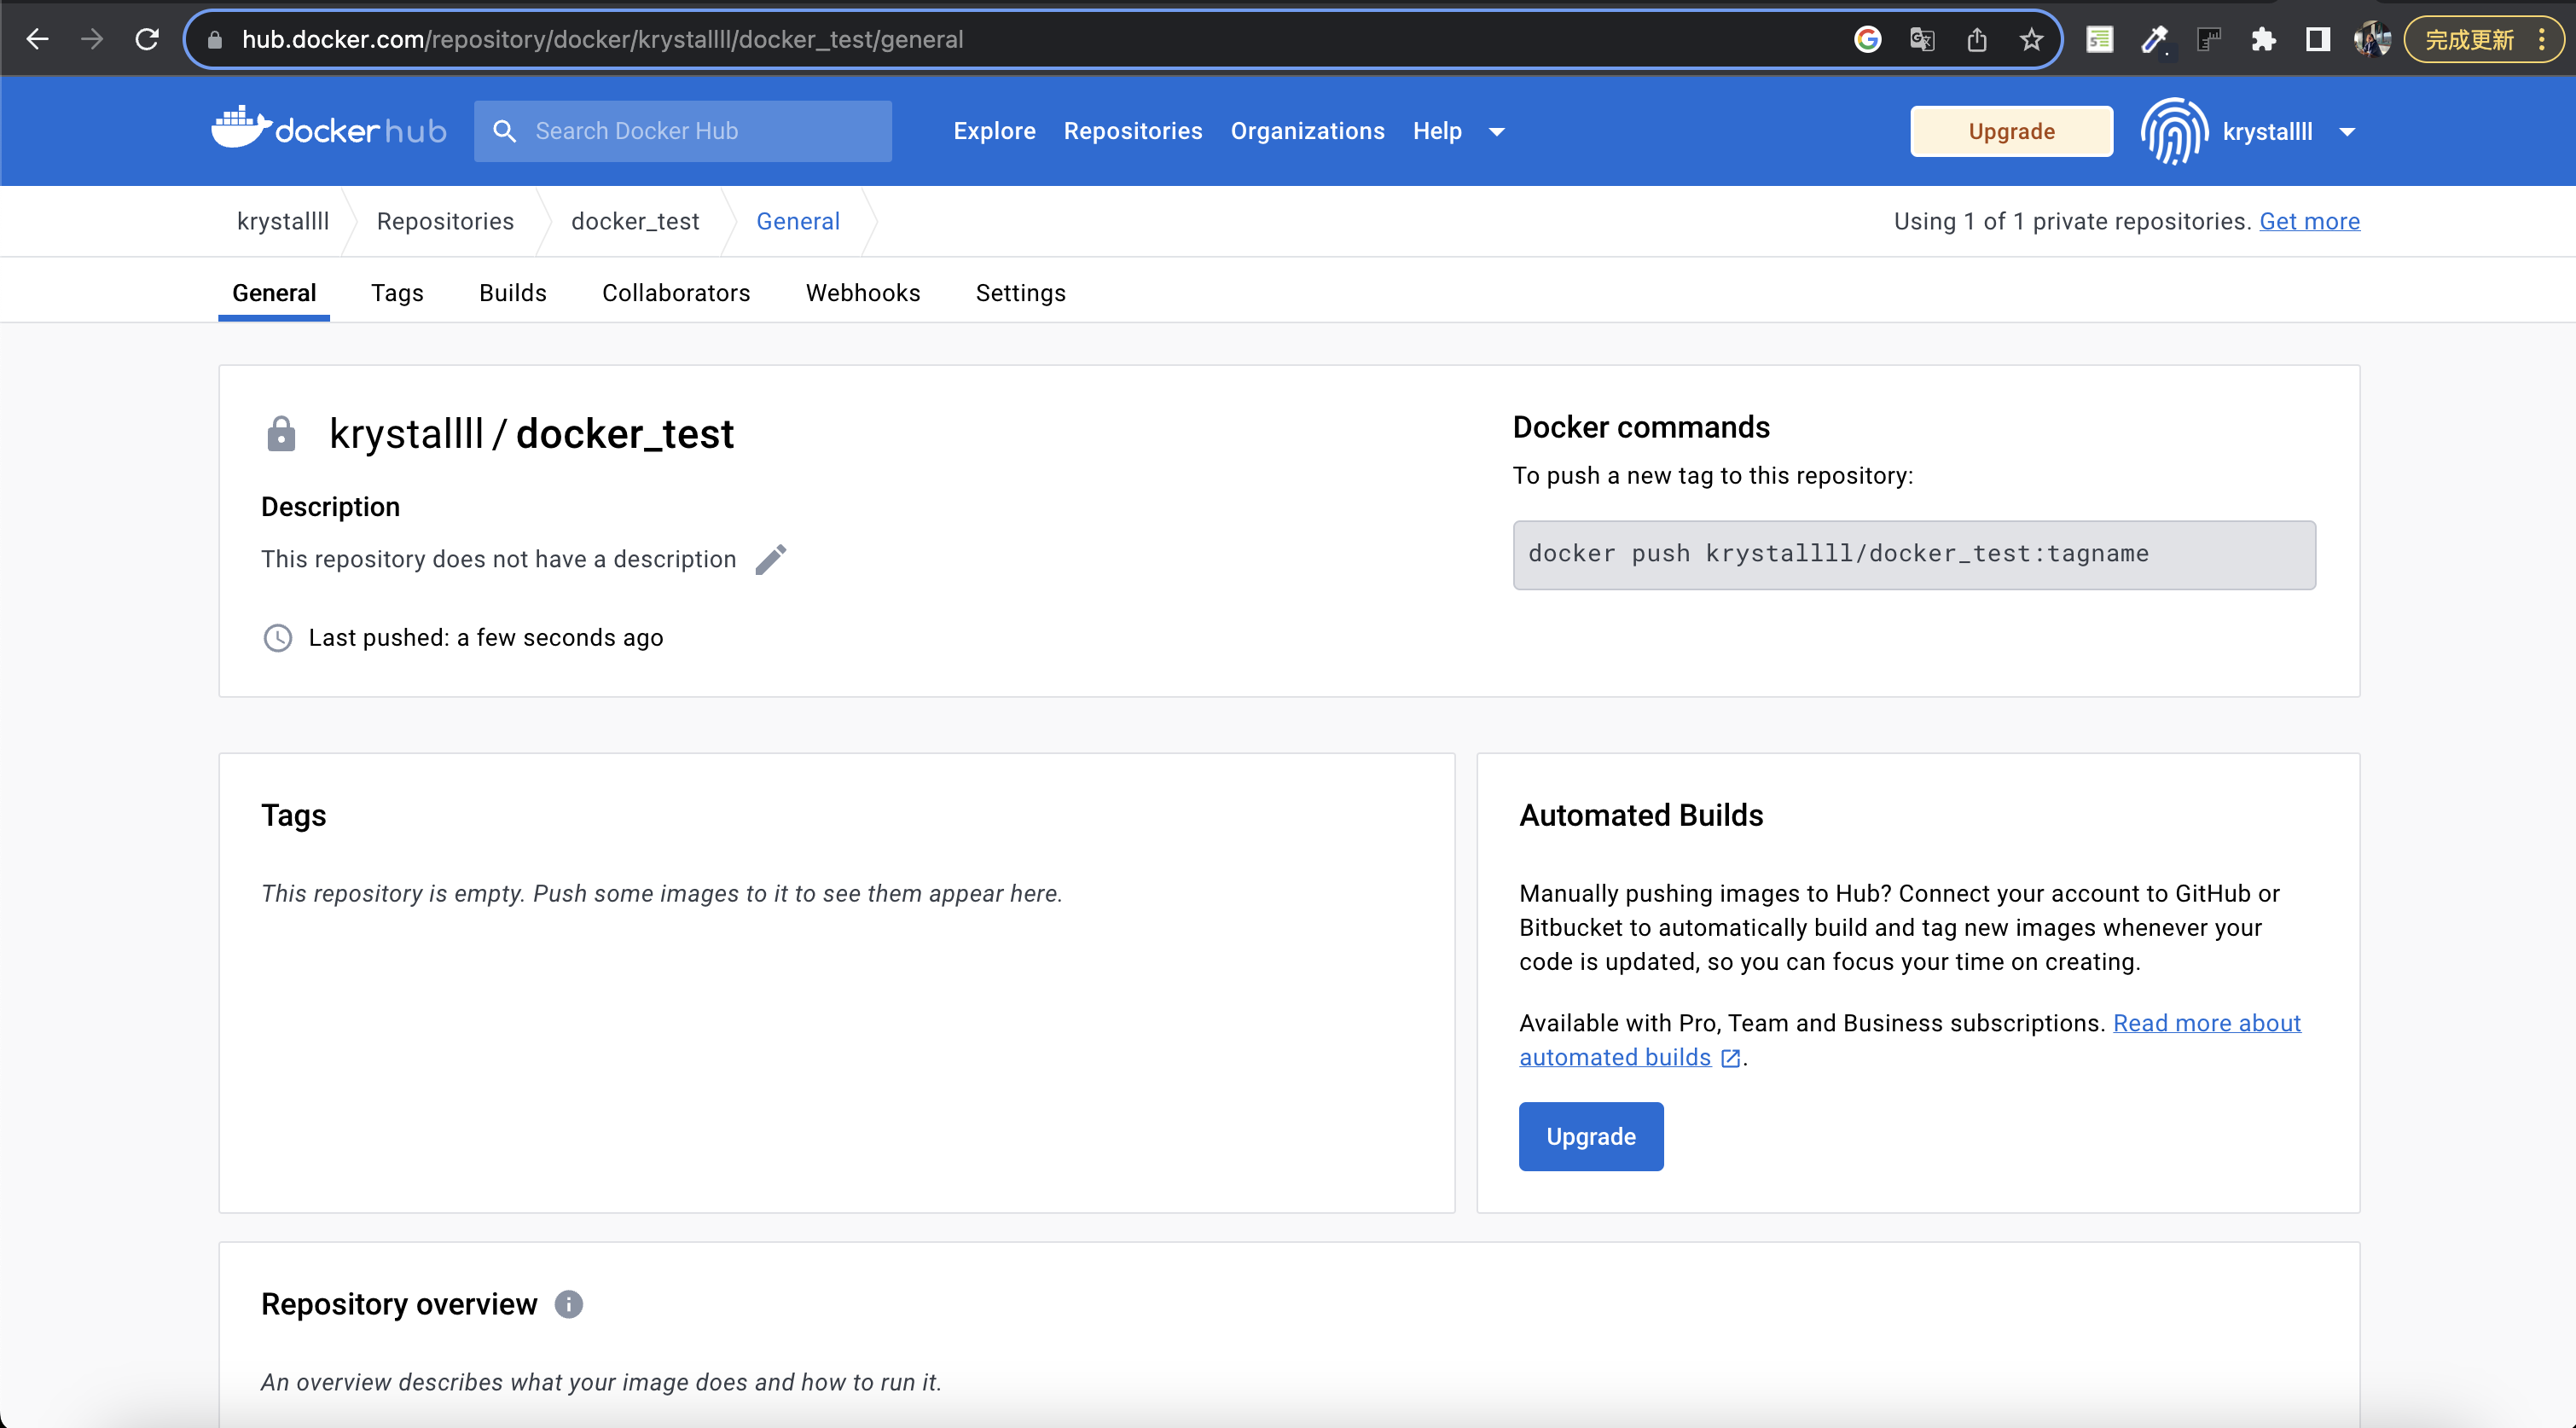 hub.docker.com/repository/docker/krystallll/docker_test/general
完成更新
docker hub
Search Docker Hub
Explore
Repositories
Organizations
Help
Upgrade
krystallll
krystallll
Repositories
docker_test
General
Using 1 of 1 private repositories. Get more
General
Tags
Builds
Collaborators
Webhooks
Settings
krystallll / docker_test
Description
This repository does not have a description
Last pushed: a few seconds ago
Docker commands
To push a new tag to this repository:
docker push krystallll/docker_test:tagname
Tags
This repository is empty. Push some images to it to see them appear here.
Automated Builds
Manually pushing images to Hub? Connect your account to GitHub or
Bitbucket to automatically build and tag new images whenever your
code is updated, so you can focus your time on creating.
Available with Pro, Team and Business subscriptions. Read more about
automated builds.
Upgrade
Repository overview
An overview describes what your image does and how to run it.